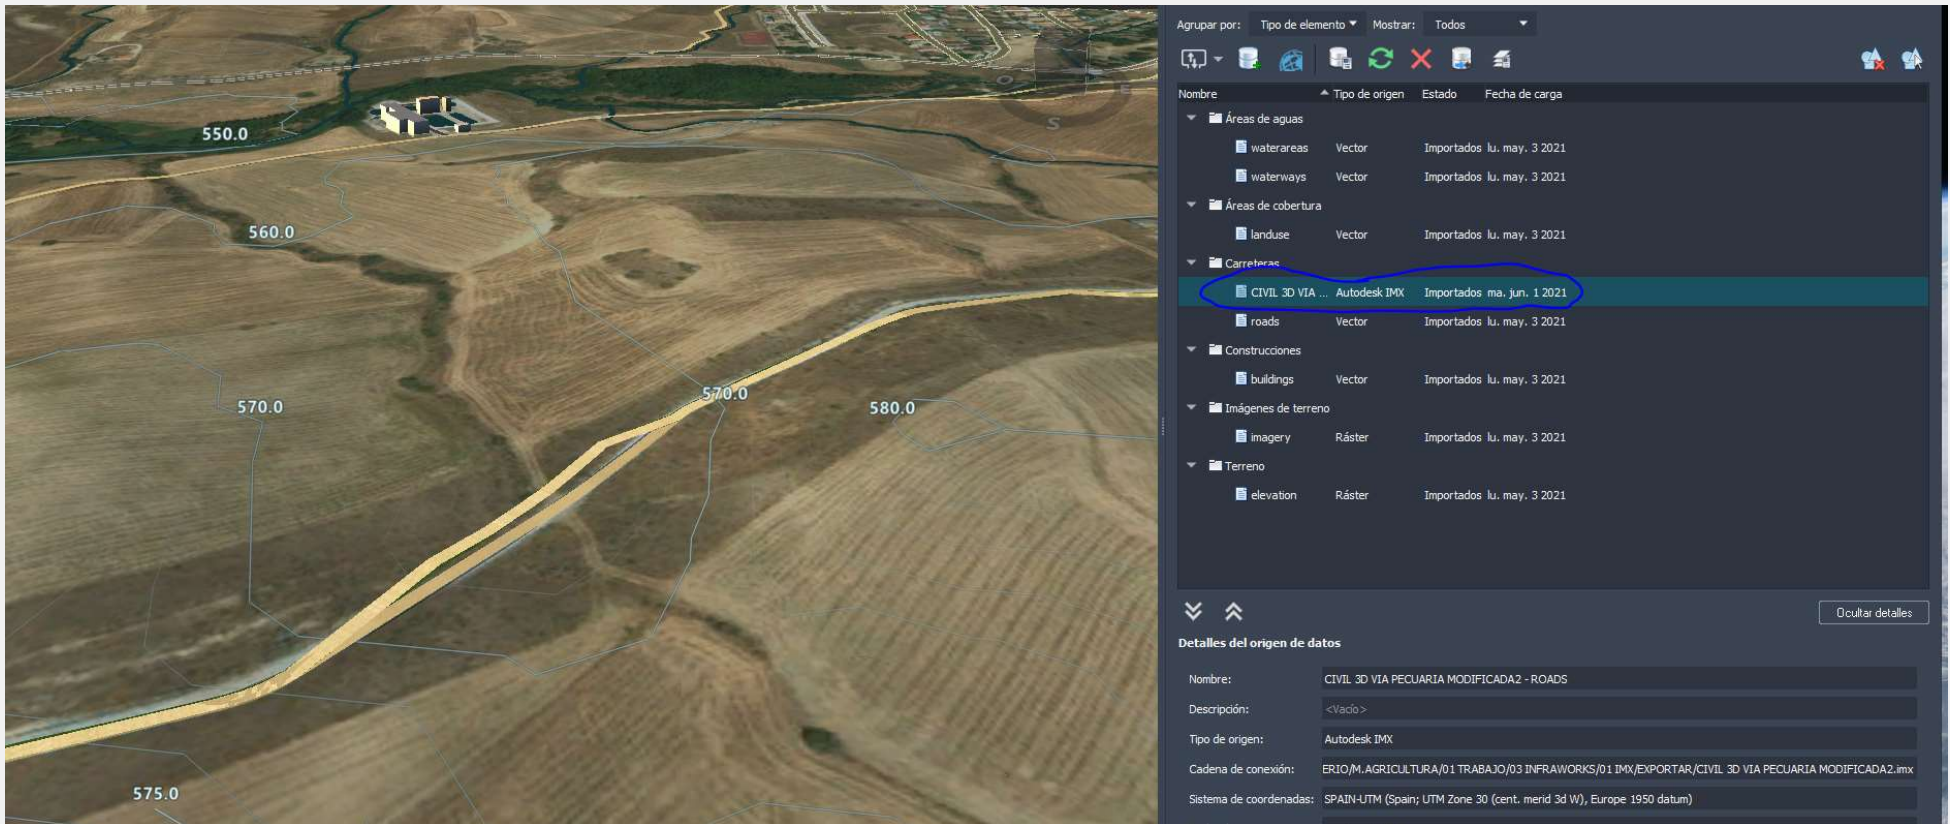 Agrupar por: Tipo de elemento Mostrar: Todos
Nombre Tipo de origen Estado Fecha de carga
Áreas de aguas
waterareas Vector Importados lu. may. 3 2021
waterways Vector Importados lu. may. 3 2021
Áreas de cobertura
landuse Vector Importados lu. may. 3 2021
Carreteras
CIVIL 3D VIA ... Autodesk IMX Importados ma. jun. 1 2021
roads Vector Importados lu. may. 3 2021
Construcciones
buildings Vector Importados lu. may. 3 2021
Imágenes de terreno
imagery Ráster Importados lu. may. 3 2021
Terreno
elevation Ráster Importados lu. may. 3 2021
Ocultar detalles
Detalles del origen de datos
Nombre: CIVIL 3D VIA PECUARIA MODIFICADA2 - ROADS
Descripción: <Vacío>
Tipo de origen: Autodesk IMX
Cadena de conexión: ERIO/M.AGRICULTURA/01 TRABAJO/03 INFRAWORKS/01 IMX/EXPORTAR/CIVIL 3D VIA PECUARIA MODIFICADA2.imx
Sistema de coordenadas: SPAIN-UTM (Spain; UTM Zone 30 (cent. merid 3d W), Europe 1950 datum)
O
E
S
550.0
560.0
570.0
570.0
580.0
575.0